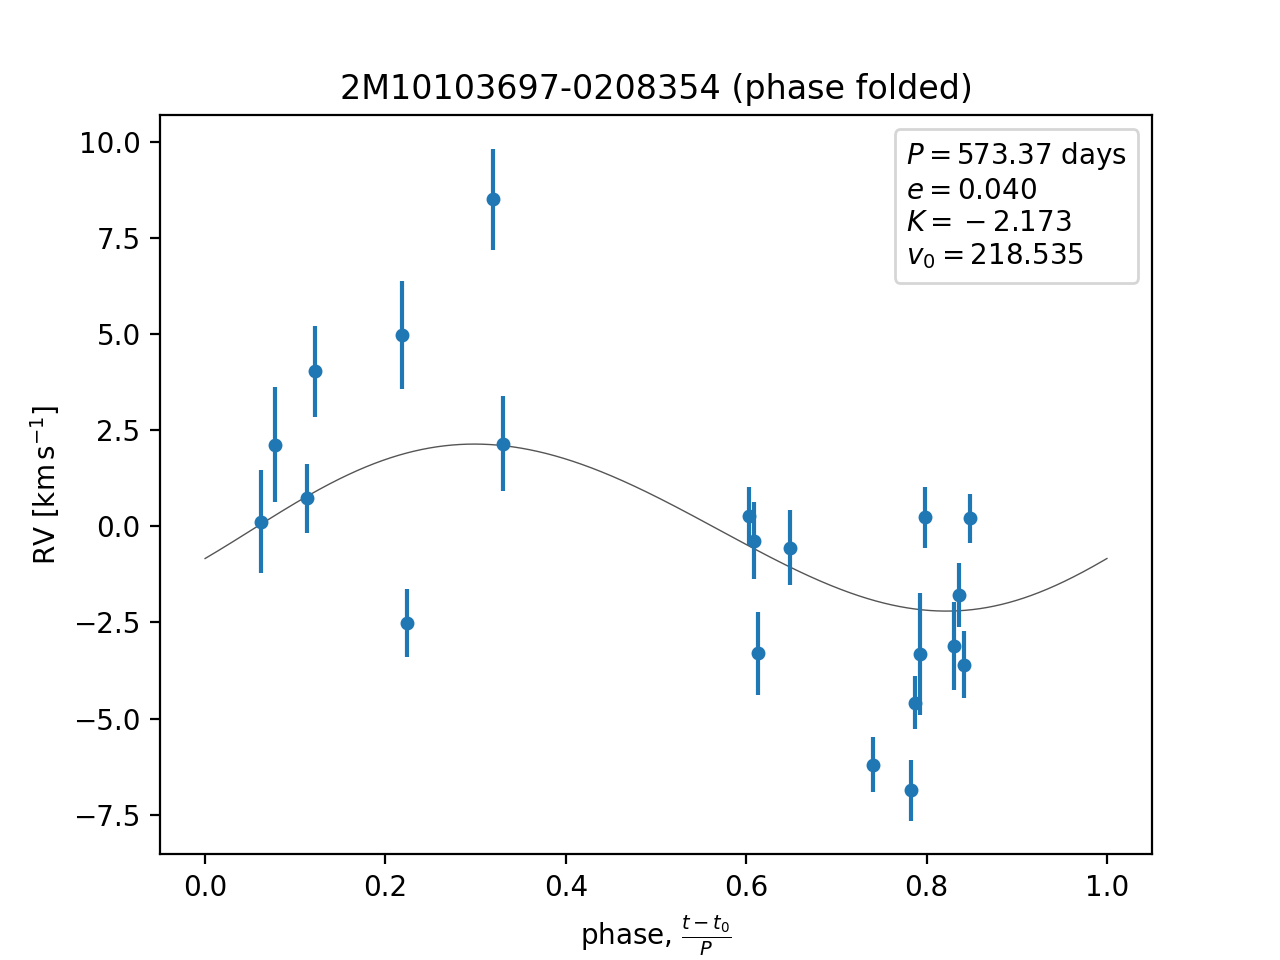 2M10103697-0208354 (phase folded)
P = 573.37 days
e = 0.040
K = −2.173
v₀ = 218.535
10.0
7.5
5.0
2.5
0.0
−2.5
−5.0
−7.5
RV [km s⁻¹]
0.0 0.2 0.4 0.6 0.8 1.0
phase, (t − t₀)/P